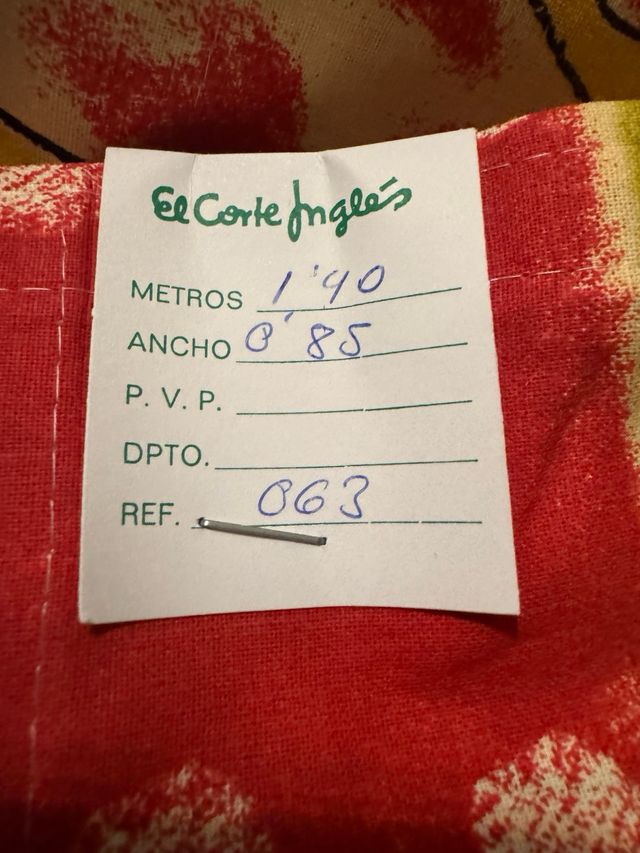 El Corte Inglés
METROS 1'40
ANCHO 0'85
P. V. P.
DPTO.
REF. 063